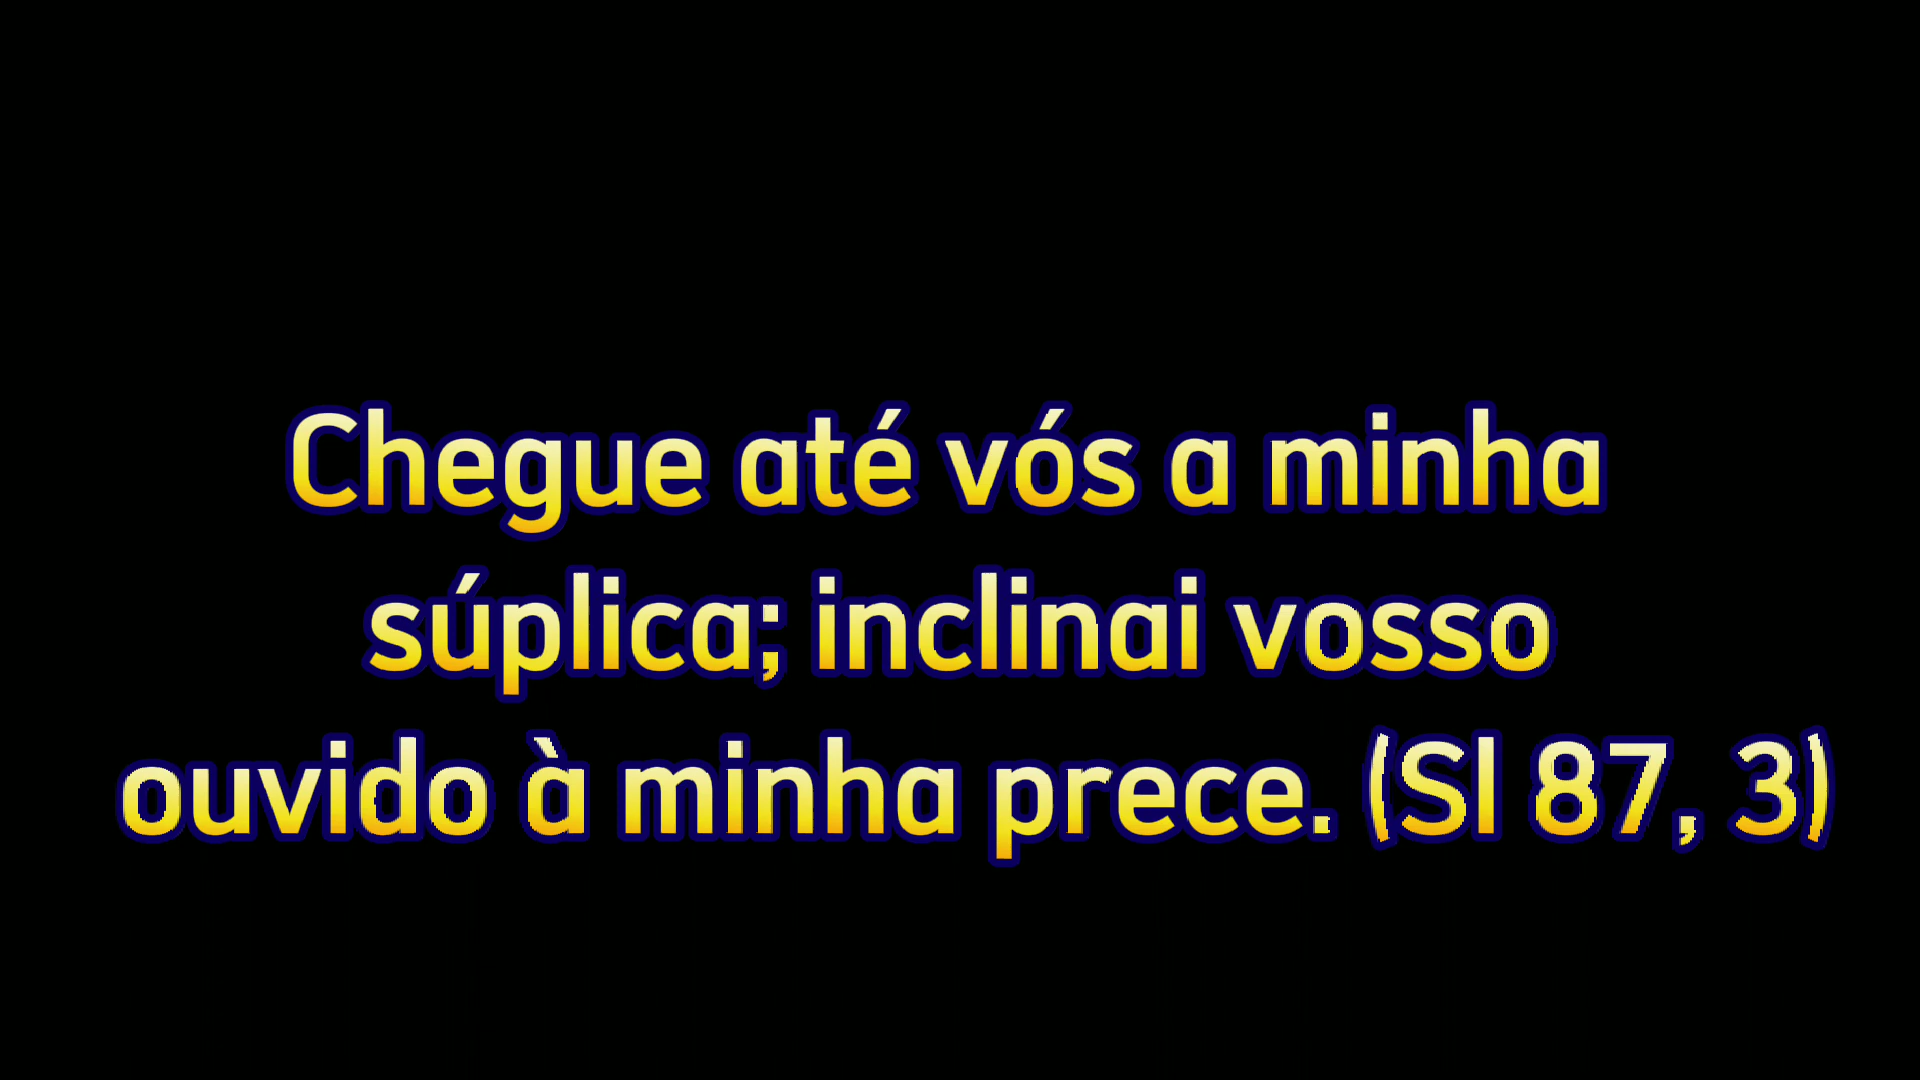 Chegue até vós a minha
súplica; inclinai vosso
ouvido à minha prece. (Sl 87, 3)